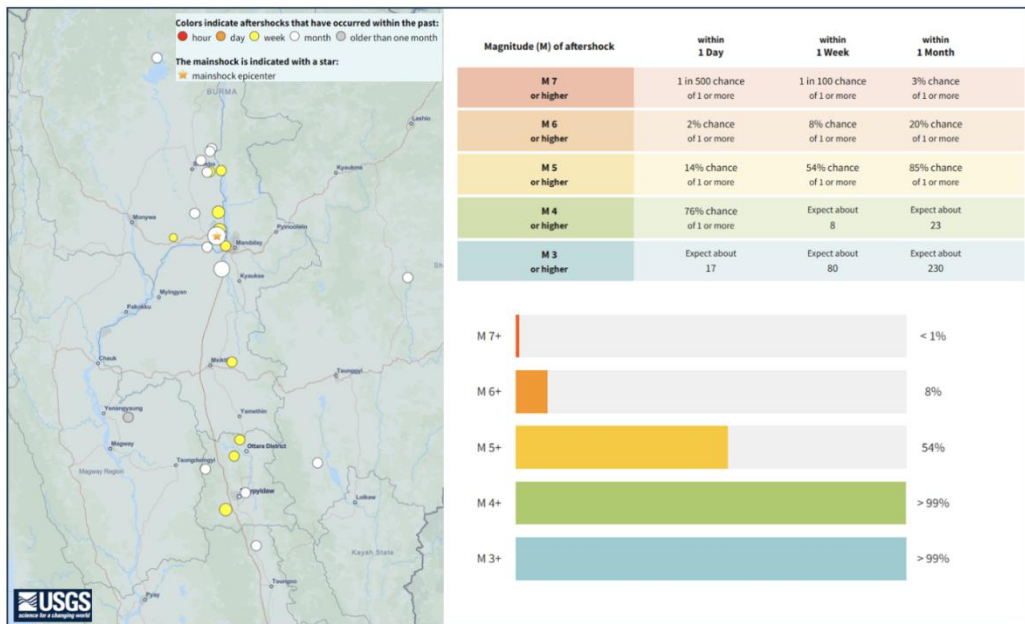 Colors indicate aftershocks that have occurred within the past:
hour day week month older than one month
The mainshock is indicated with a star:
mainshock epicenter
BURMA
Lashio
Kyaukme
Monywa
Pyinoolwin
Mandalay
Kyaukse
Myingyan
Pakokku
Chauk
Taunggyi
Yenangyaung
Yamethin
Magway
Ottara District
Magway Region
Taungdwingyi
Loikaw
Kayah State
Taungoo
Pyay
USGS
science for a changing world
Magnitude (M) of aftershock
within
1 Day
within
1 Week
within
1 Month
M 7
or higher
1 in 500 chance
of 1 or more
1 in 100 chance
of 1 or more
3% chance
of 1 or more
M 6
or higher
2% chance
of 1 or more
8% chance
of 1 or more
20% chance
of 1 or more
M 5
or higher
14% chance
of 1 or more
54% chance
of 1 or more
85% chance
of 1 or more
M 4
or higher
76% chance
of 1 or more
Expect about
8
Expect about
23
M 3
or higher
Expect about
17
Expect about
80
Expect about
230
M 7+
< 1%
M 6+
8%
M 5+
54%
M 4+
> 99%
M 3+
> 99%